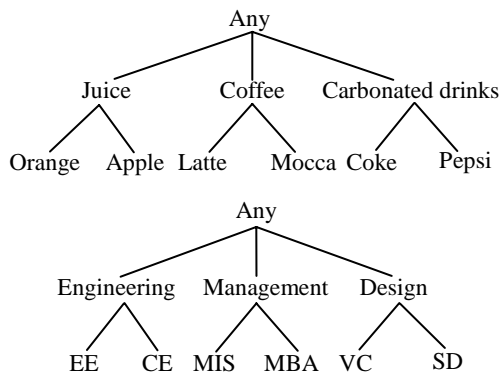 Any
Juice Coffee Carbonated drinks
Orange Apple Latte Mocca Coke Pepsi
Any
Engineering Management Design
EE CE MIS MBA VC SD